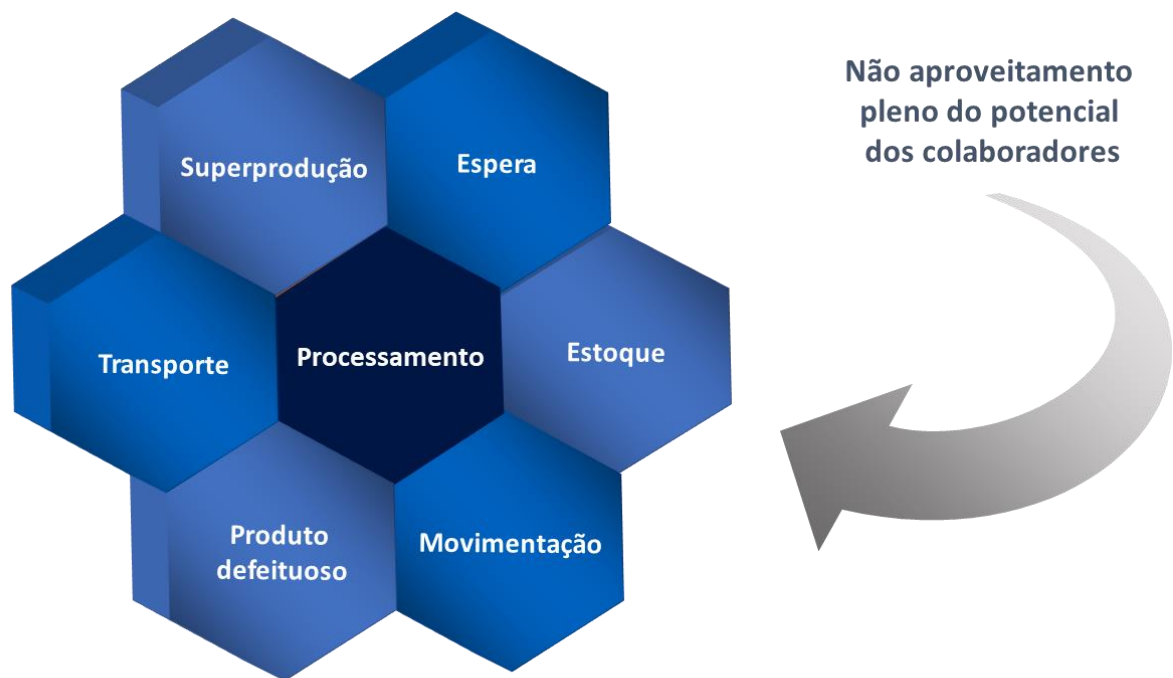 Superprodução
Espera
Não aproveitamento
pleno do potencial
dos colaboradores
Transporte
Processamento
Estoque
Produto
defeituoso
Movimentação